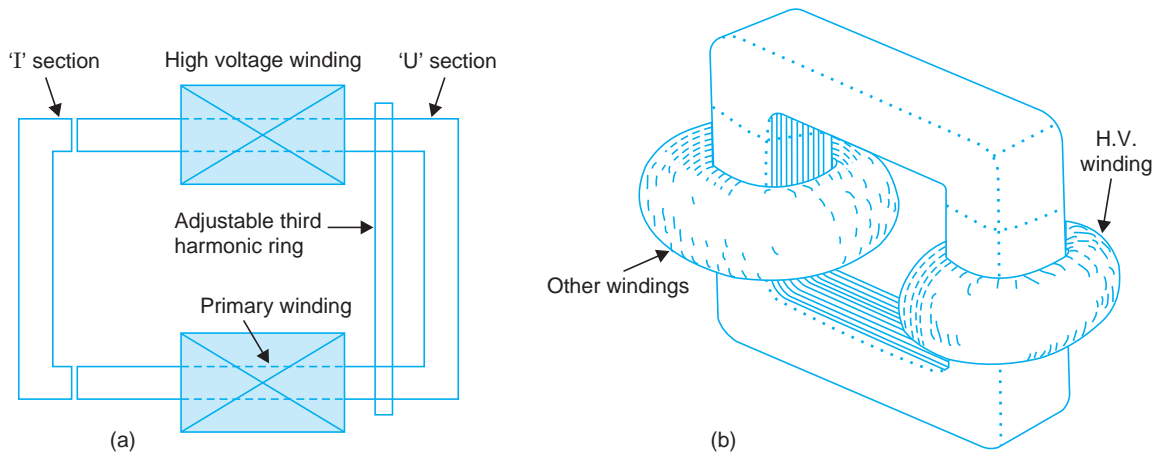 ‘I’ section
High voltage winding
‘U’ section
Adjustable third
harmonic ring
Primary winding
(a)
H.V.
winding
Other windings
(b)